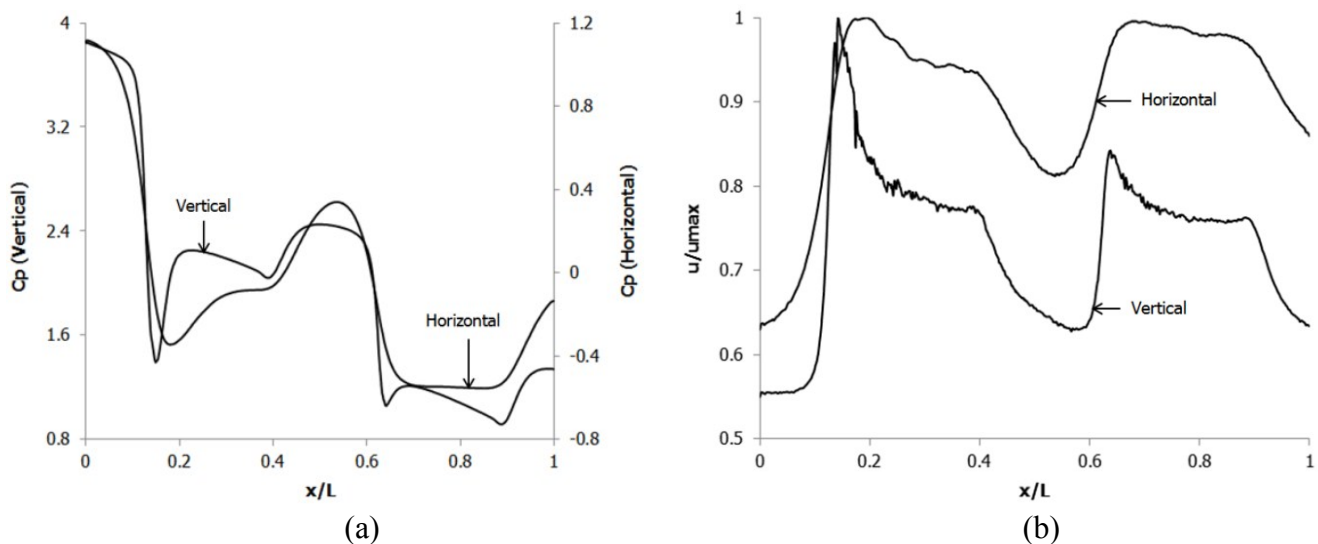 4
3.2
2.4
1.6
0.8
Cp (Vertical)
1.2
0.8
0.4
0
-0.4
-0.8
Cp (Horizontal)
Vertical
Horizontal
0 0.2 0.4 0.6 0.8 1
x/L
(a)
1
0.9
0.8
0.7
0.6
0.5
u/umax
Horizontal
Vertical
0 0.2 0.4 0.6 0.8 1
x/L
(b)